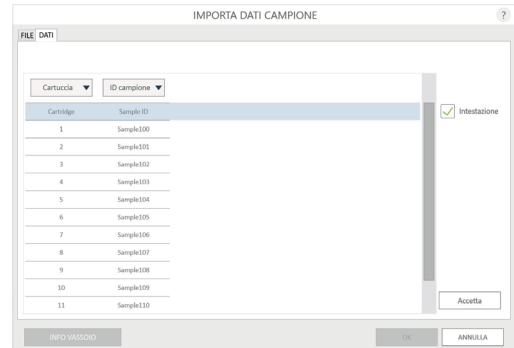 IMPORTA DATI CAMPIONE ?
FILE DATI
Cartuccia ID campione
Cartridge Sample ID Intestazione
1 Sample100
2 Sample101
3 Sample102
4 Sample103
5 Sample104
6 Sample105
7 Sample106
8 Sample107
9 Sample108
10 Sample109
11 Sample110
Accetta
INFO VASSOIO OK ANNULLA